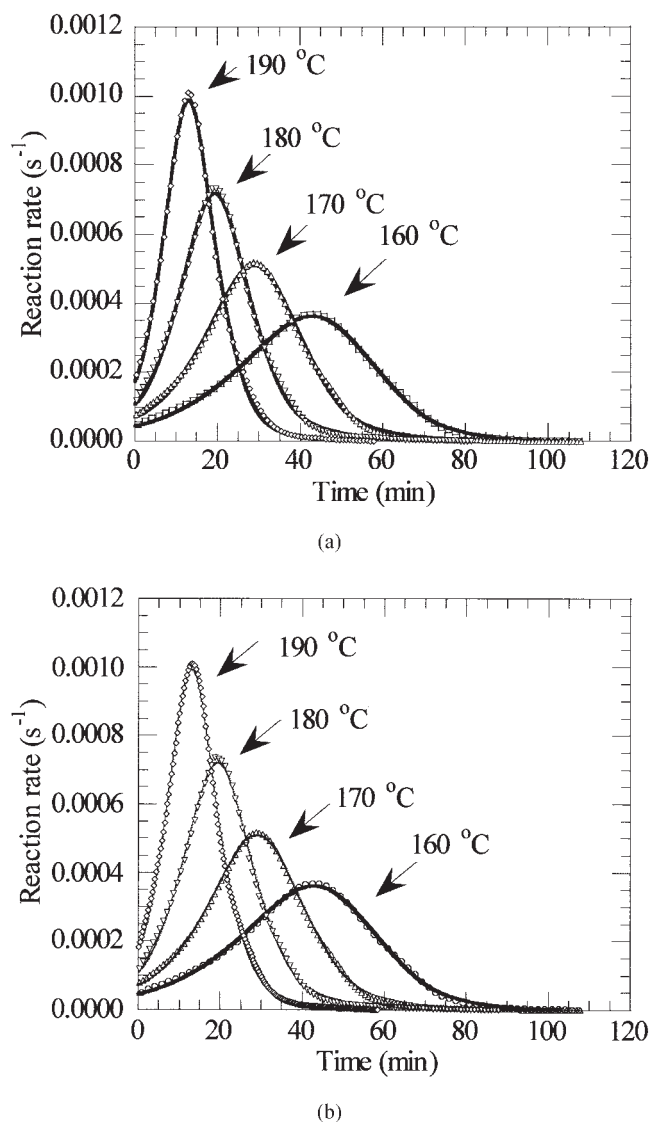 0.0012
0.0010
0.0008
0.0006
0.0004
0.0002
0.0000
Reaction rate (s⁻¹)
190 °C
180 °C
170 °C
160 °C
0 20 40 60 80 100 120
Time (min)
(a)
0.0012
0.0010
0.0008
0.0006
0.0004
0.0002
0.0000
Reaction rate (s⁻¹)
190 °C
180 °C
170 °C
160 °C
0 20 40 60 80 100 120
Time (min)
(b)